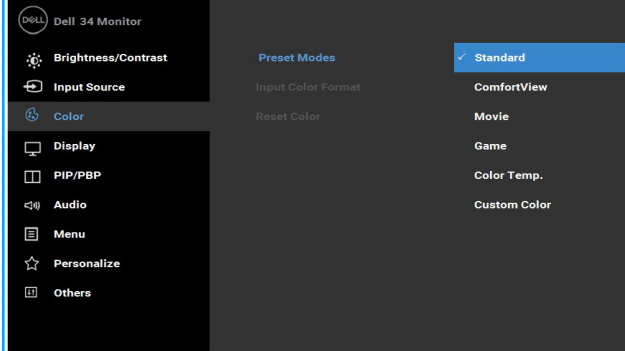 DELL Dell 34 Monitor
Brightness/Contrast Preset Modes ✓ Standard
Input Source Input Color Format ComfortView
Color Reset Color Movie
Display Game
PIP/PBP Color Temp.
Audio Custom Color
Menu
Personalize
Others